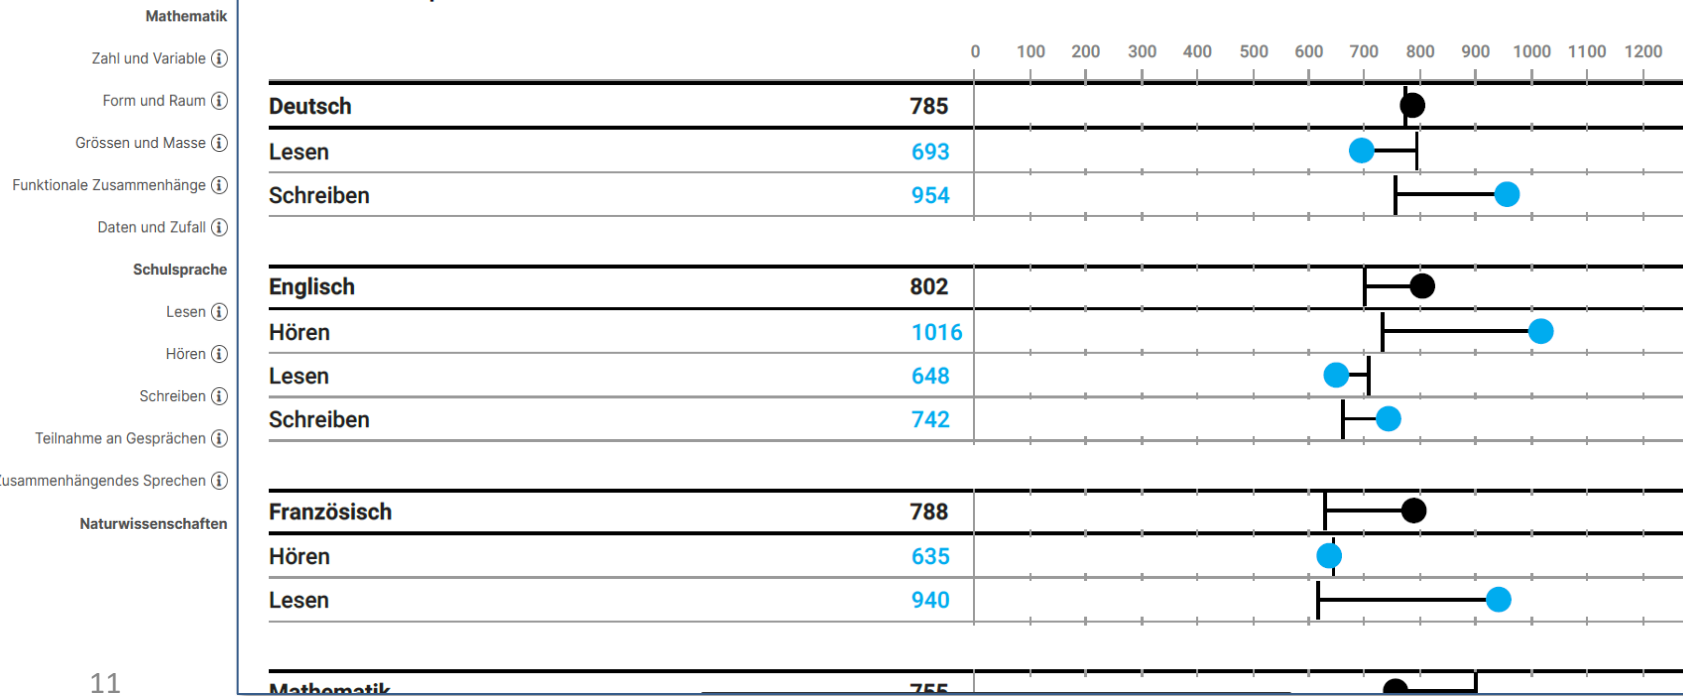 Mathematik
Zahl und Variable
Form und Raum
Grössen und Masse
Funktionale Zusammenhänge
Daten und Zufall
Schulsprache
Lesen
Hören
Schreiben
Teilnahme an Gesprächen
Zusammenhängendes Sprechen
Naturwissenschaften
11
0 100 200 300 400 500 600 700 800 900 1000 1100 1200
Deutsch 785
Lesen 693
Schreiben 954
Englisch 802
Hören 1016
Lesen 648
Schreiben 742
Französisch 788
Hören 635
Lesen 940
Mathematik 755